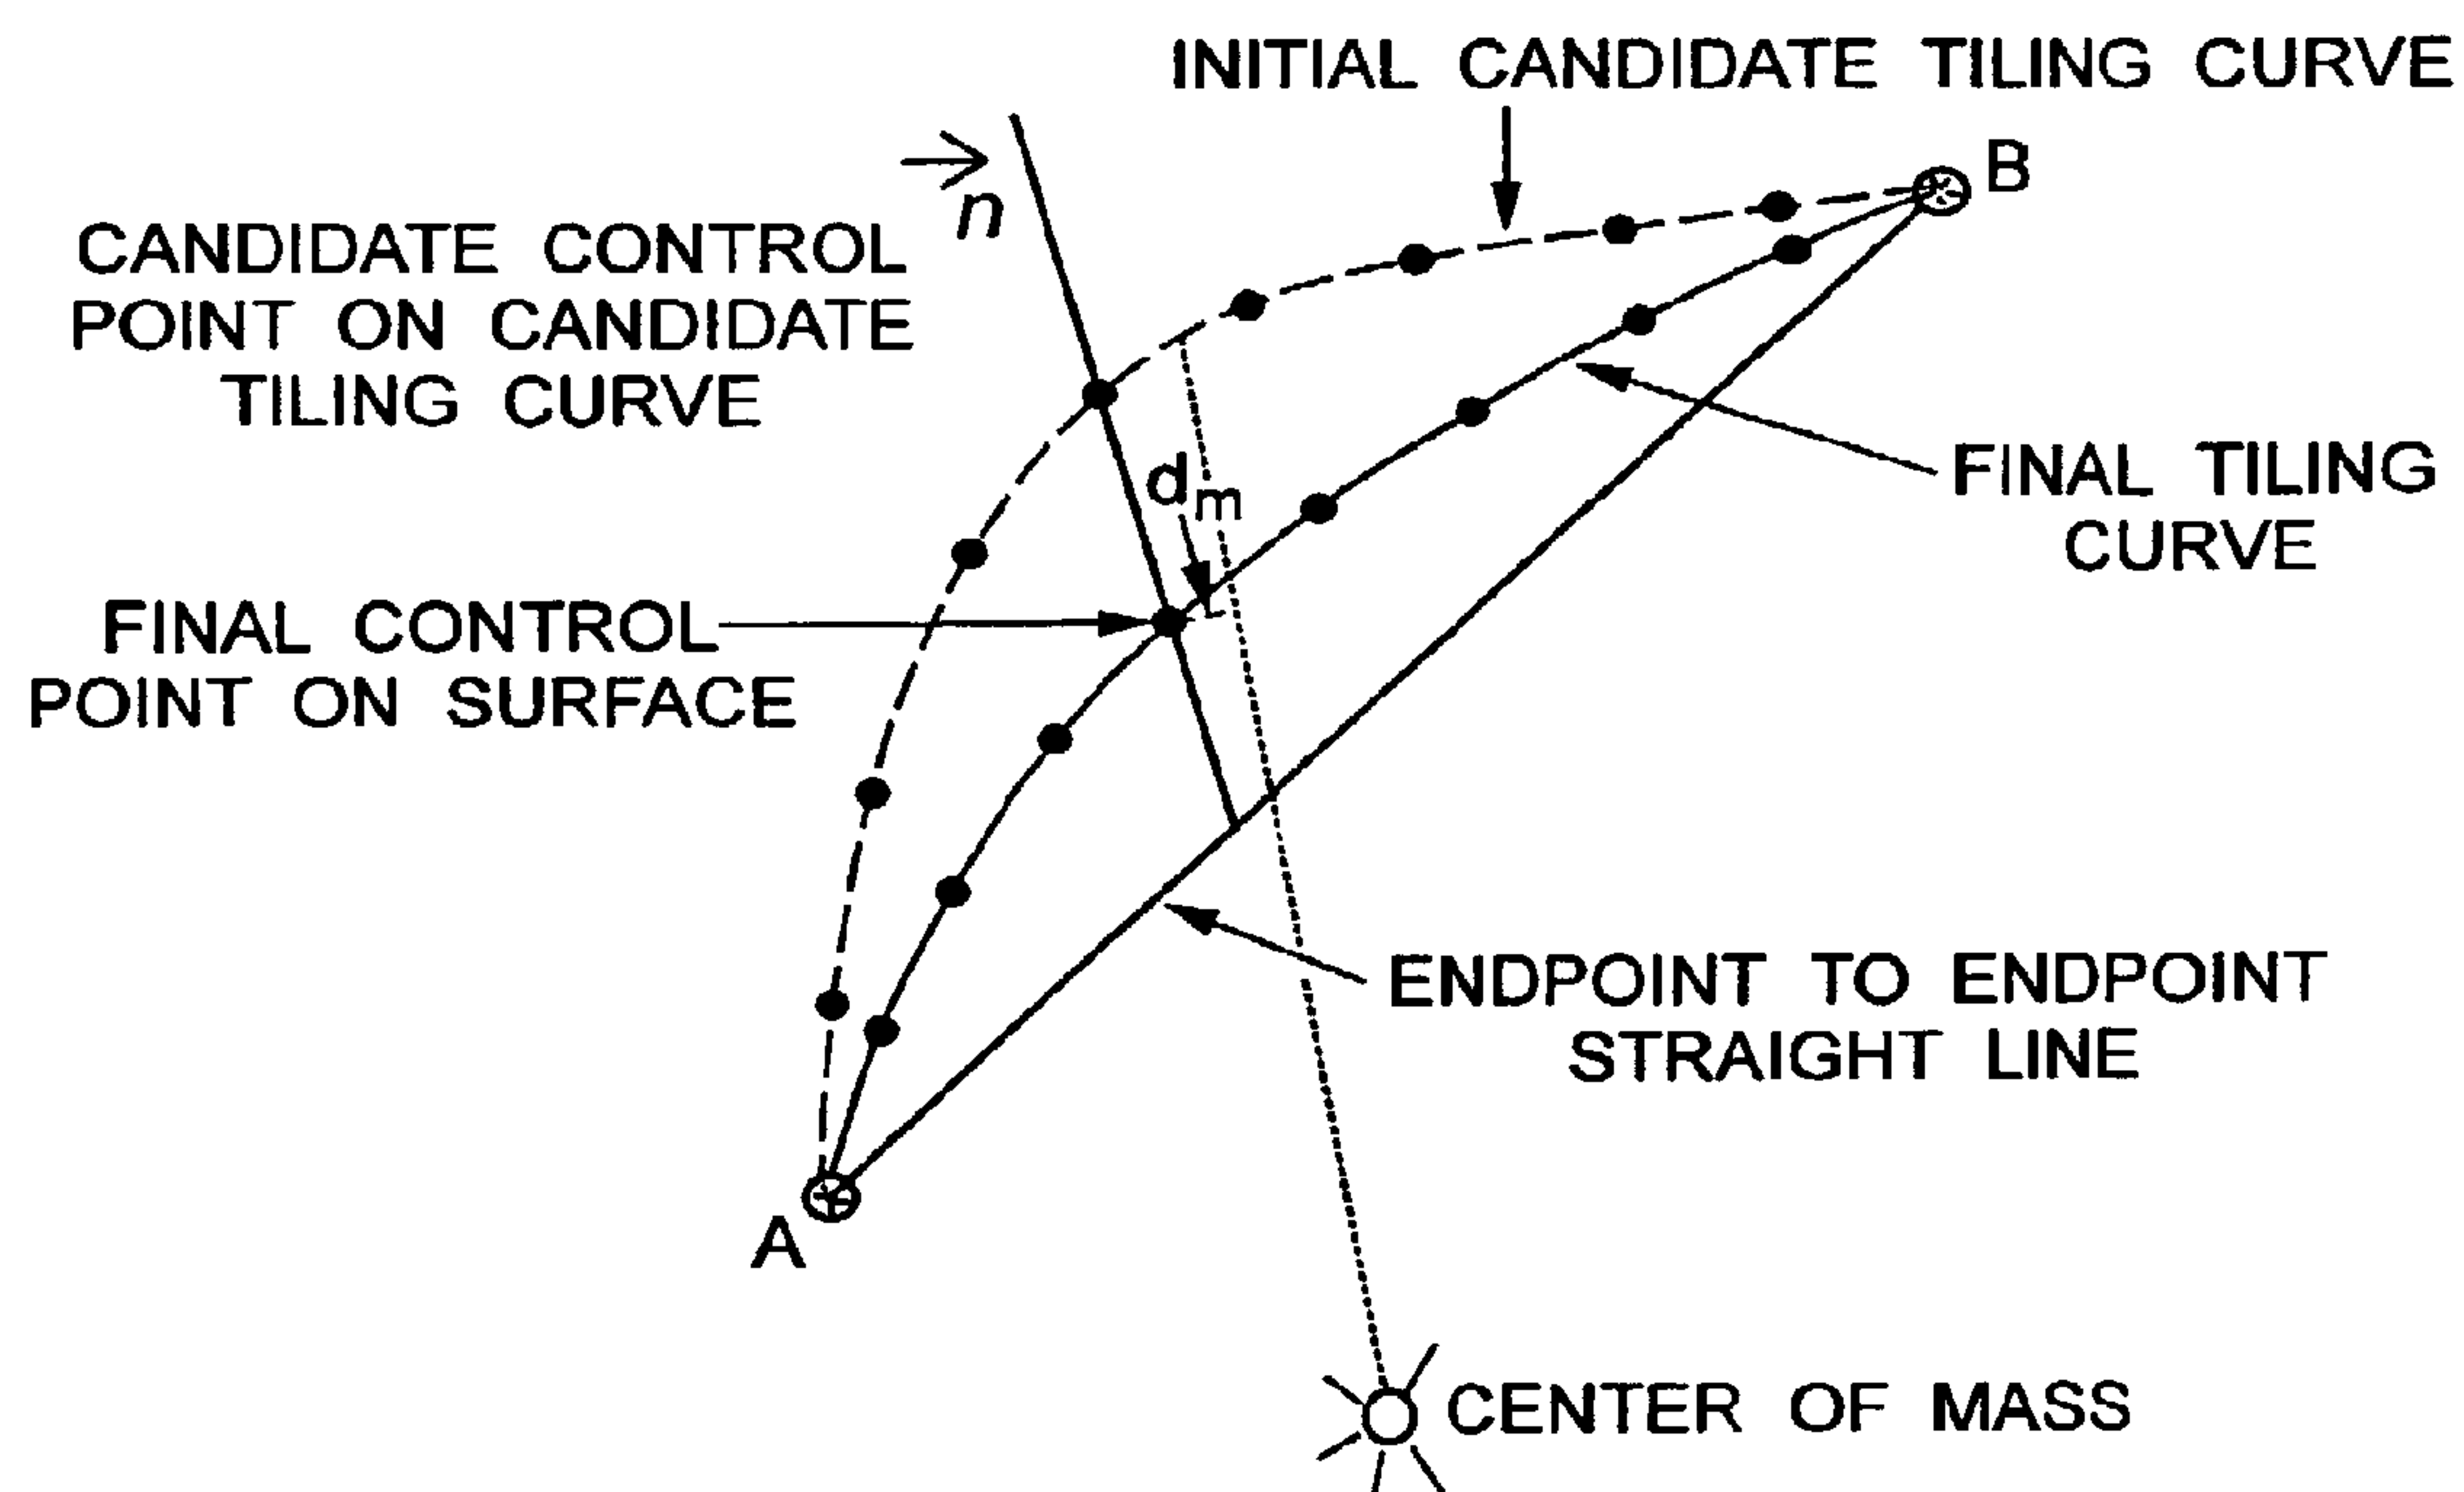 INITIAL CANDIDATE TILING CURVE
B
n
CANDIDATE CONTROL
POINT ON CANDIDATE
TILING CURVE
dm
FINAL TILING
CURVE
FINAL CONTROL
POINT ON SURFACE
ENDPOINT TO ENDPOINT
STRAIGHT LINE
A
CENTER OF MASS